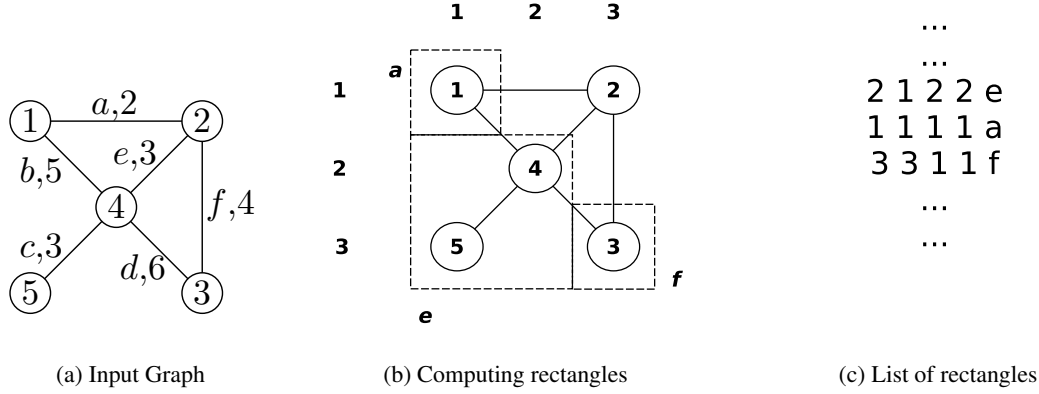 1 2 3
a
1
2
3
1
2
4
5
3
e
f
1
2
4
5
3
a,2
b,5
e,3
f,4
c,3
d,6
...
...
2 1 2 2 e
1 1 1 1 a
3 3 1 1 f
...
...
(a) Input Graph
(b) Computing rectangles
(c) List of rectangles